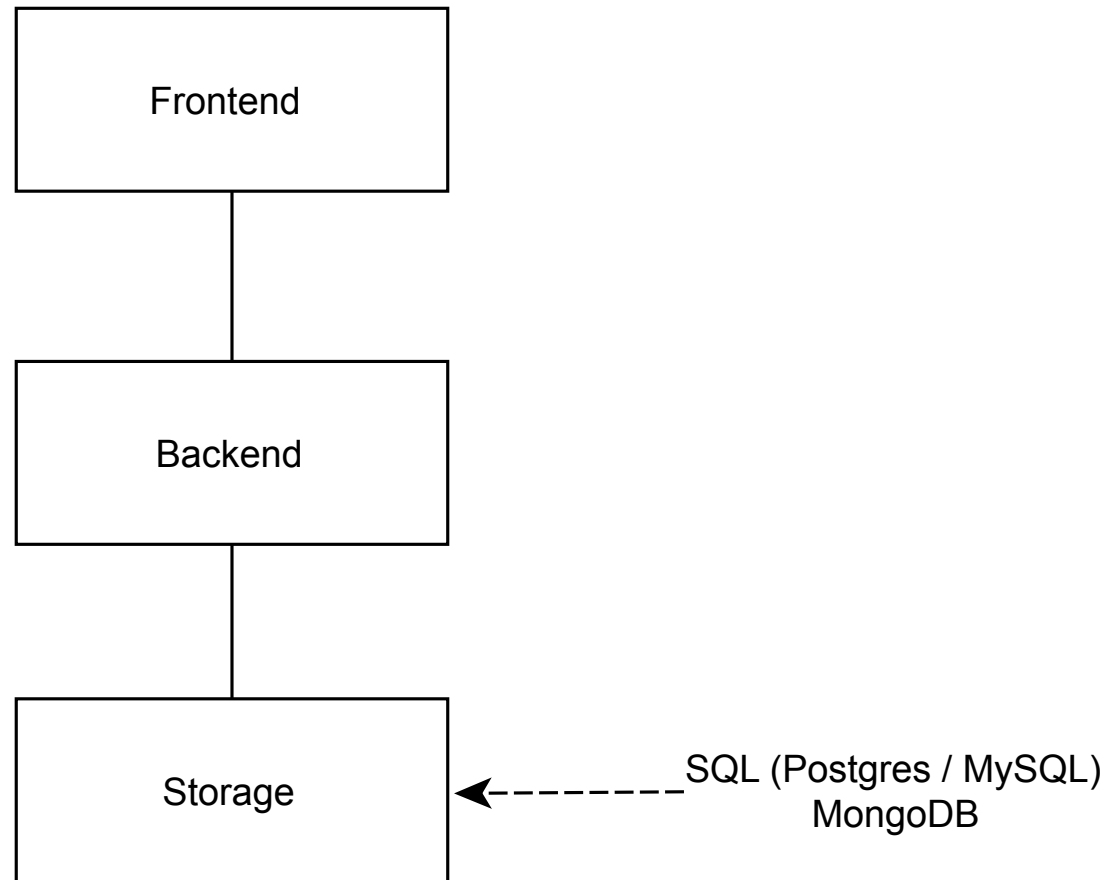 Frontend
Backend
Storage
SQL (Postgres / MySQL)
MongoDB